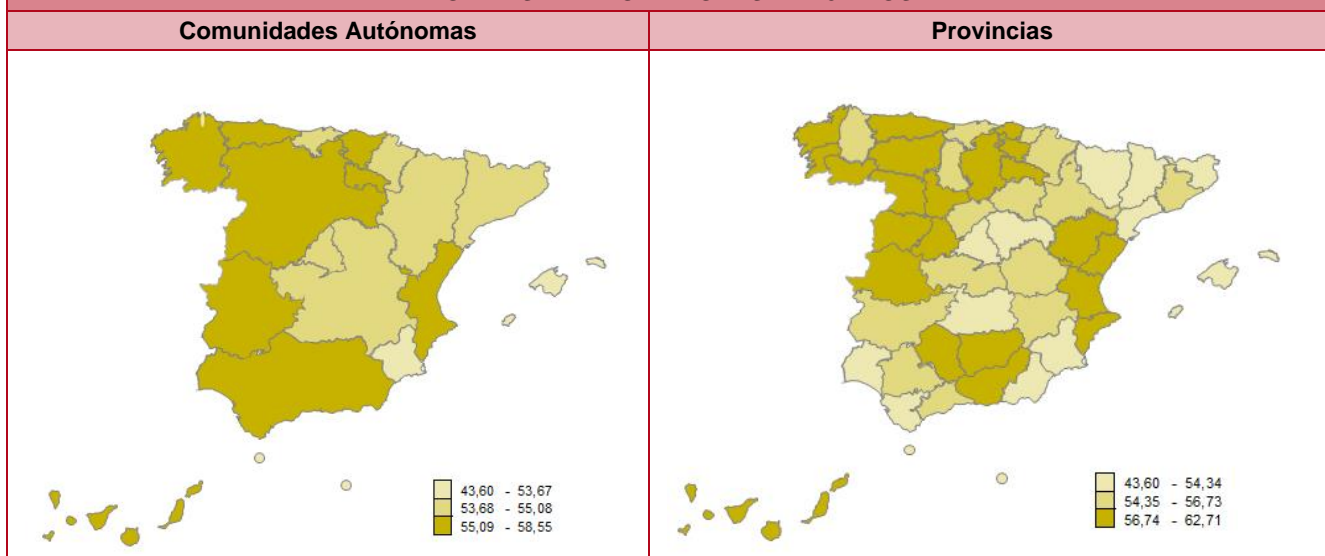 Comunidades Autónomas
Provincias
43,60 - 53,67
53,68 - 55,08
55,09 - 58,55
43,60 - 54,34
54,35 - 56,73
56,74 - 62,71